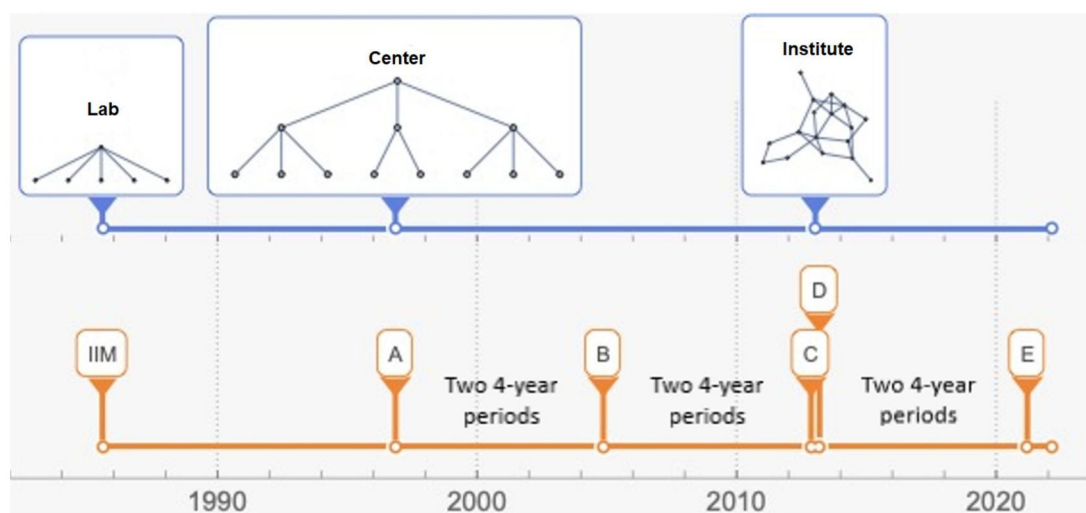 Lab
Center
Institute
D
IIM
A
B
C
E
Two 4-year
periods
Two 4-year
periods
Two 4-year
periods
1990
2000
2010
2020